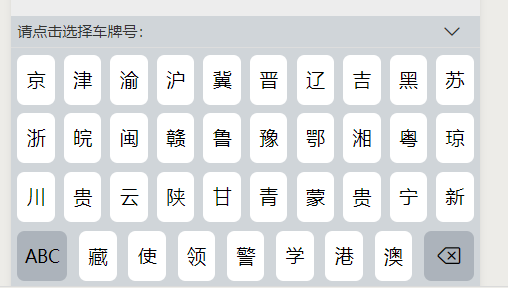 请点击选择车牌号：
京 津 渝 沪 冀 晋 辽 吉 黑 苏
浙 皖 闽 赣 鲁 豫 鄂 湘 粤 琼
川 贵 云 陕 甘 青 蒙 贵 宁 新
ABC 藏 使 领 警 学 港 澳